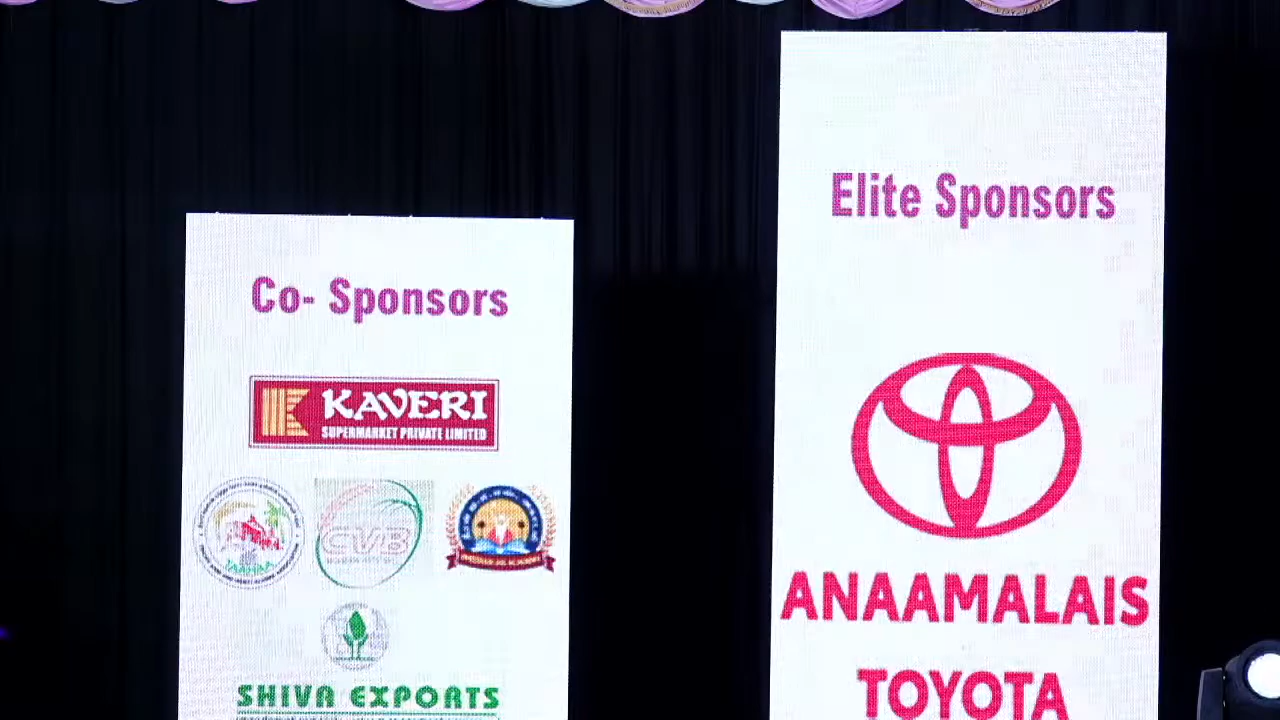 Co- Sponsors
KAVERI
SUPERMARKET PRIVATE LIMITED
CVB
SHIVA EXPORTS
Elite Sponsors
ANAAMALAIS
TOYOTA